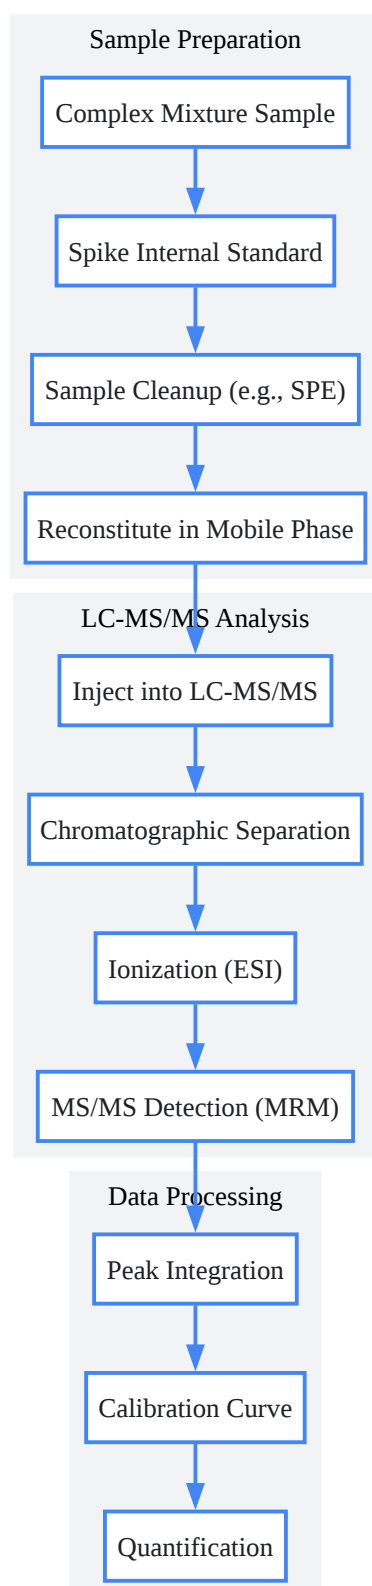 Sample Preparation
Complex Mixture Sample
Spike Internal Standard
Sample Cleanup (e.g., SPE)
Reconstitute in Mobile Phase
LC-MS/MS Analysis
Inject into LC-MS/MS
Chromatographic Separation
Ionization (ESI)
MS/MS Detection (MRM)
Data Processing
Peak Integration
Calibration Curve
Quantification